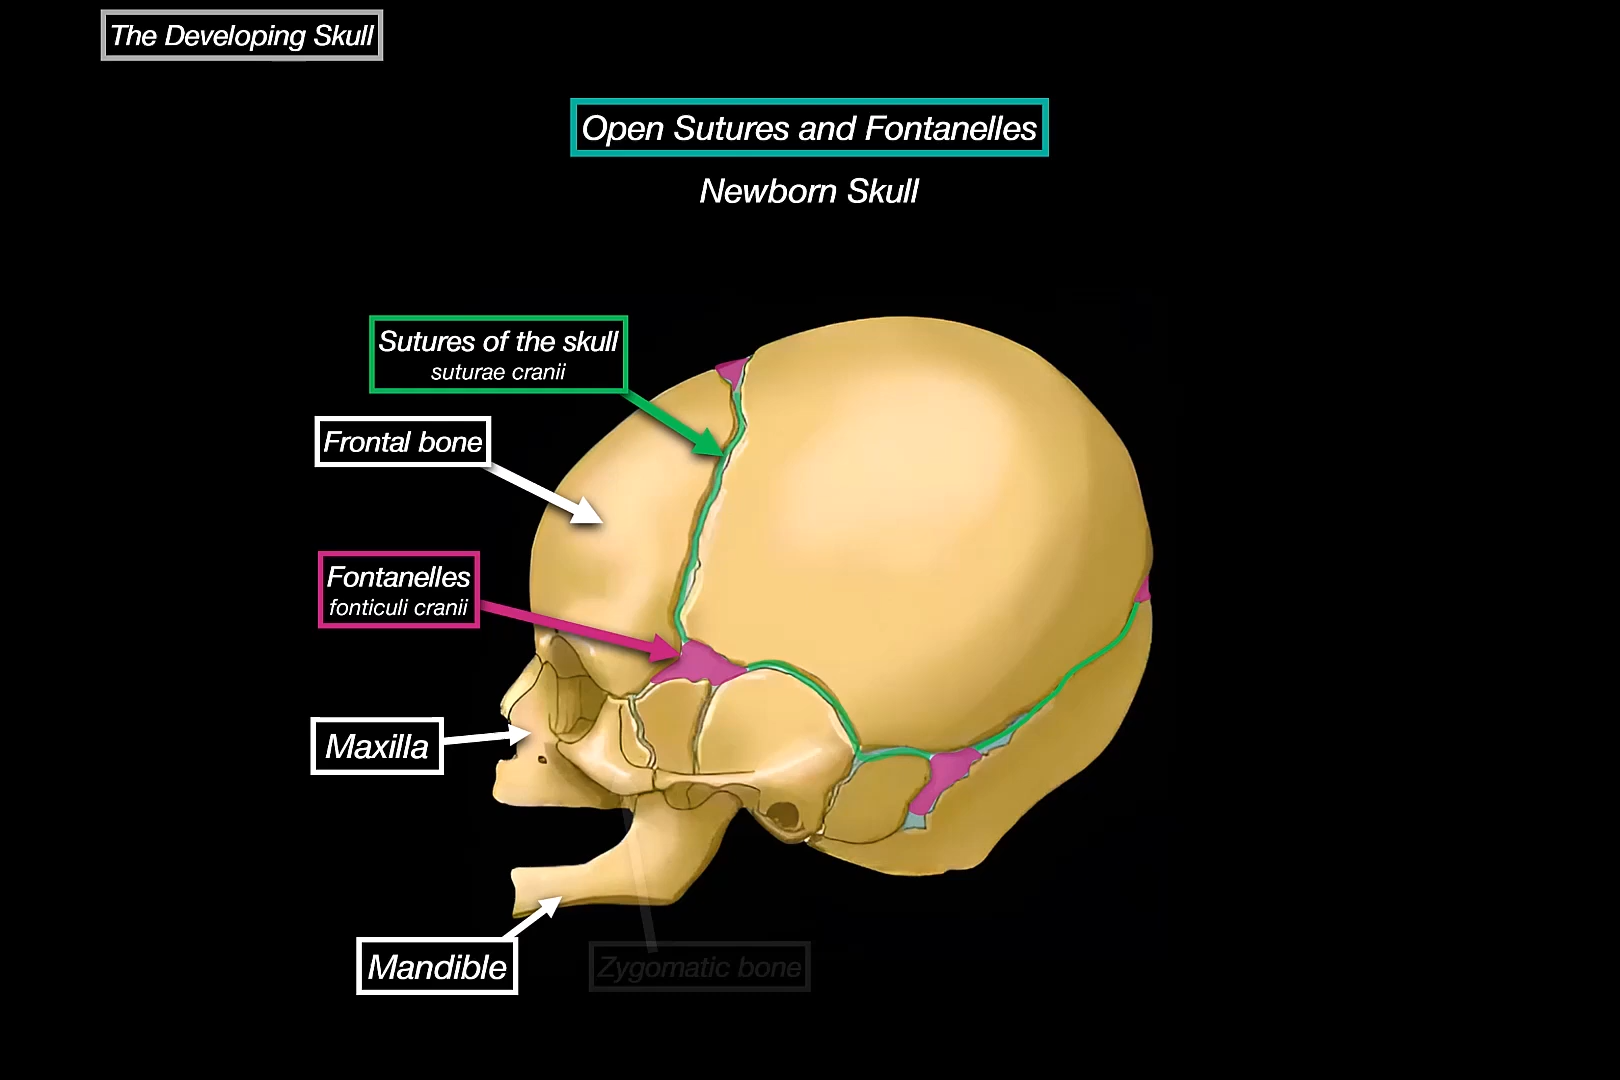 The Developing Skull
Open Sutures and Fontanelles
Newborn Skull
Sutures of the skull
suturae cranii
Frontal bone
Fontanelles
fonticuli cranii
Maxilla
Mandible
Zygomatic bone